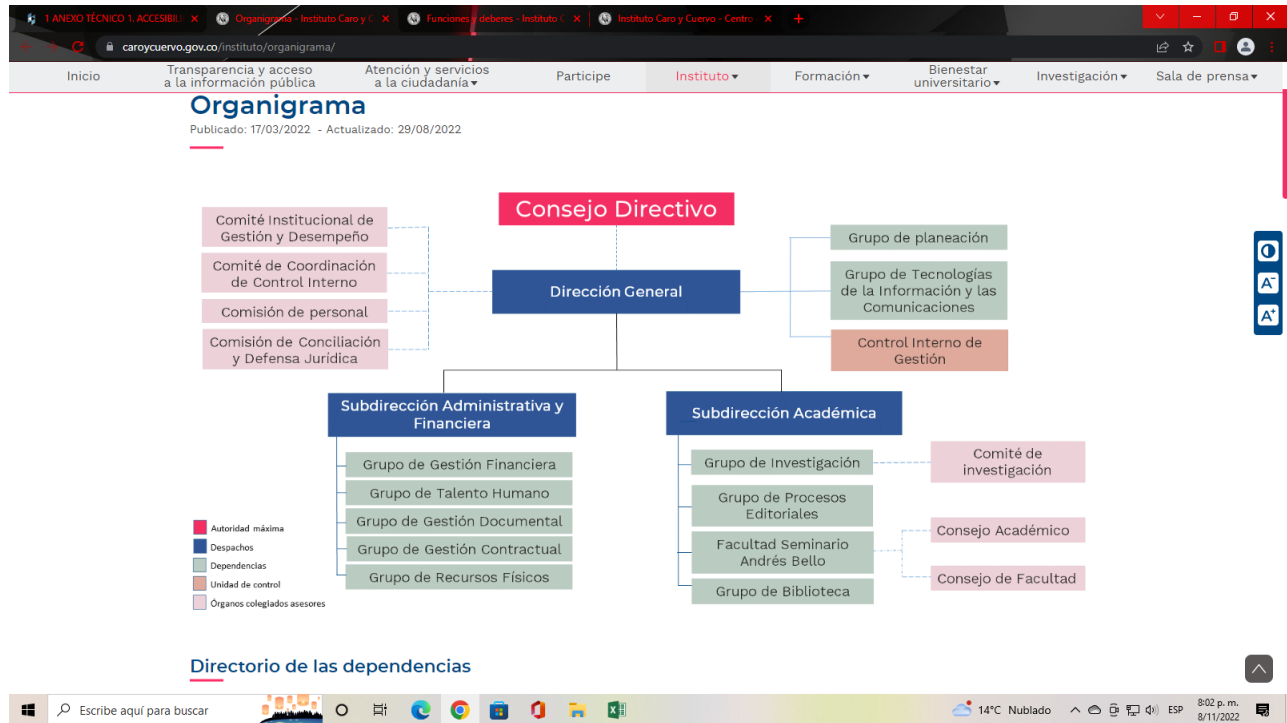 1 ANEXO TÉCNICO 1. ACCESIBILI
Organigrama - Instituto Caro y C
Funciones y deberes - Instituto C
Instituto Caro y Cuervo - Centro
caroycuervo.gov.co/instituto/organigrama/
Inicio
Transparencia y acceso
a la información pública
Atención y servicios
a la ciudadanía
Participe
Instituto
Formación
Bienestar
universitario
Investigación
Sala de prensa
Organigrama
Publicado: 17/03/2022 - Actualizado: 29/08/2022
Consejo Directivo
Comité Institucional de
Gestión y Desempeño
Comité de Coordinación
de Control Interno
Comisión de personal
Comisión de Conciliación
y Defensa Jurídica
Dirección General
Grupo de planeación
Grupo de Tecnologías
de la Información y las
Comunicaciones
Control Interno de
Gestión
Subdirección Administrativa y
Financiera
Grupo de Gestión Financiera
Grupo de Talento Humano
Grupo de Gestión Documental
Grupo de Gestión Contractual
Grupo de Recursos Físicos
Subdirección Académica
Grupo de Investigación
Grupo de Procesos
Editoriales
Facultad Seminario
Andrés Bello
Grupo de Biblioteca
Comité de
investigación
Consejo Académico
Consejo de Facultad
Autoridad máxima
Despachos
Dependencias
Unidad de control
Órganos colegiados asesores
A-
A+
Directorio de las dependencias
Escribe aquí para buscar
14°C Nublado
ESP
8:02 p. m.
8/11/2022